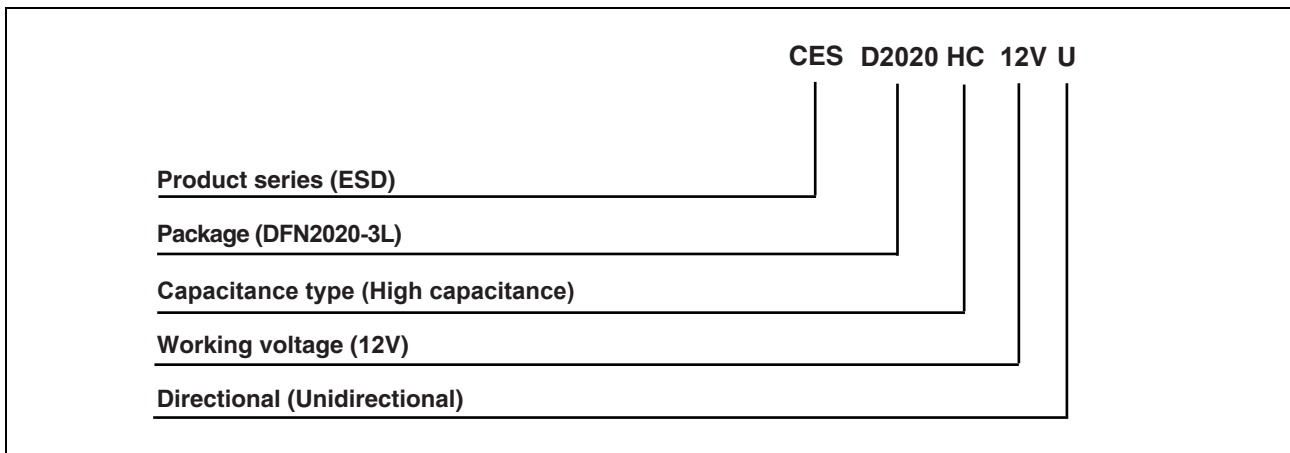 CES D2020 HC 12V U
Product series (ESD)
Package (DFN2020-3L)
Capacitance type (High capacitance)
Working voltage (12V)
Directional (Unidirectional)